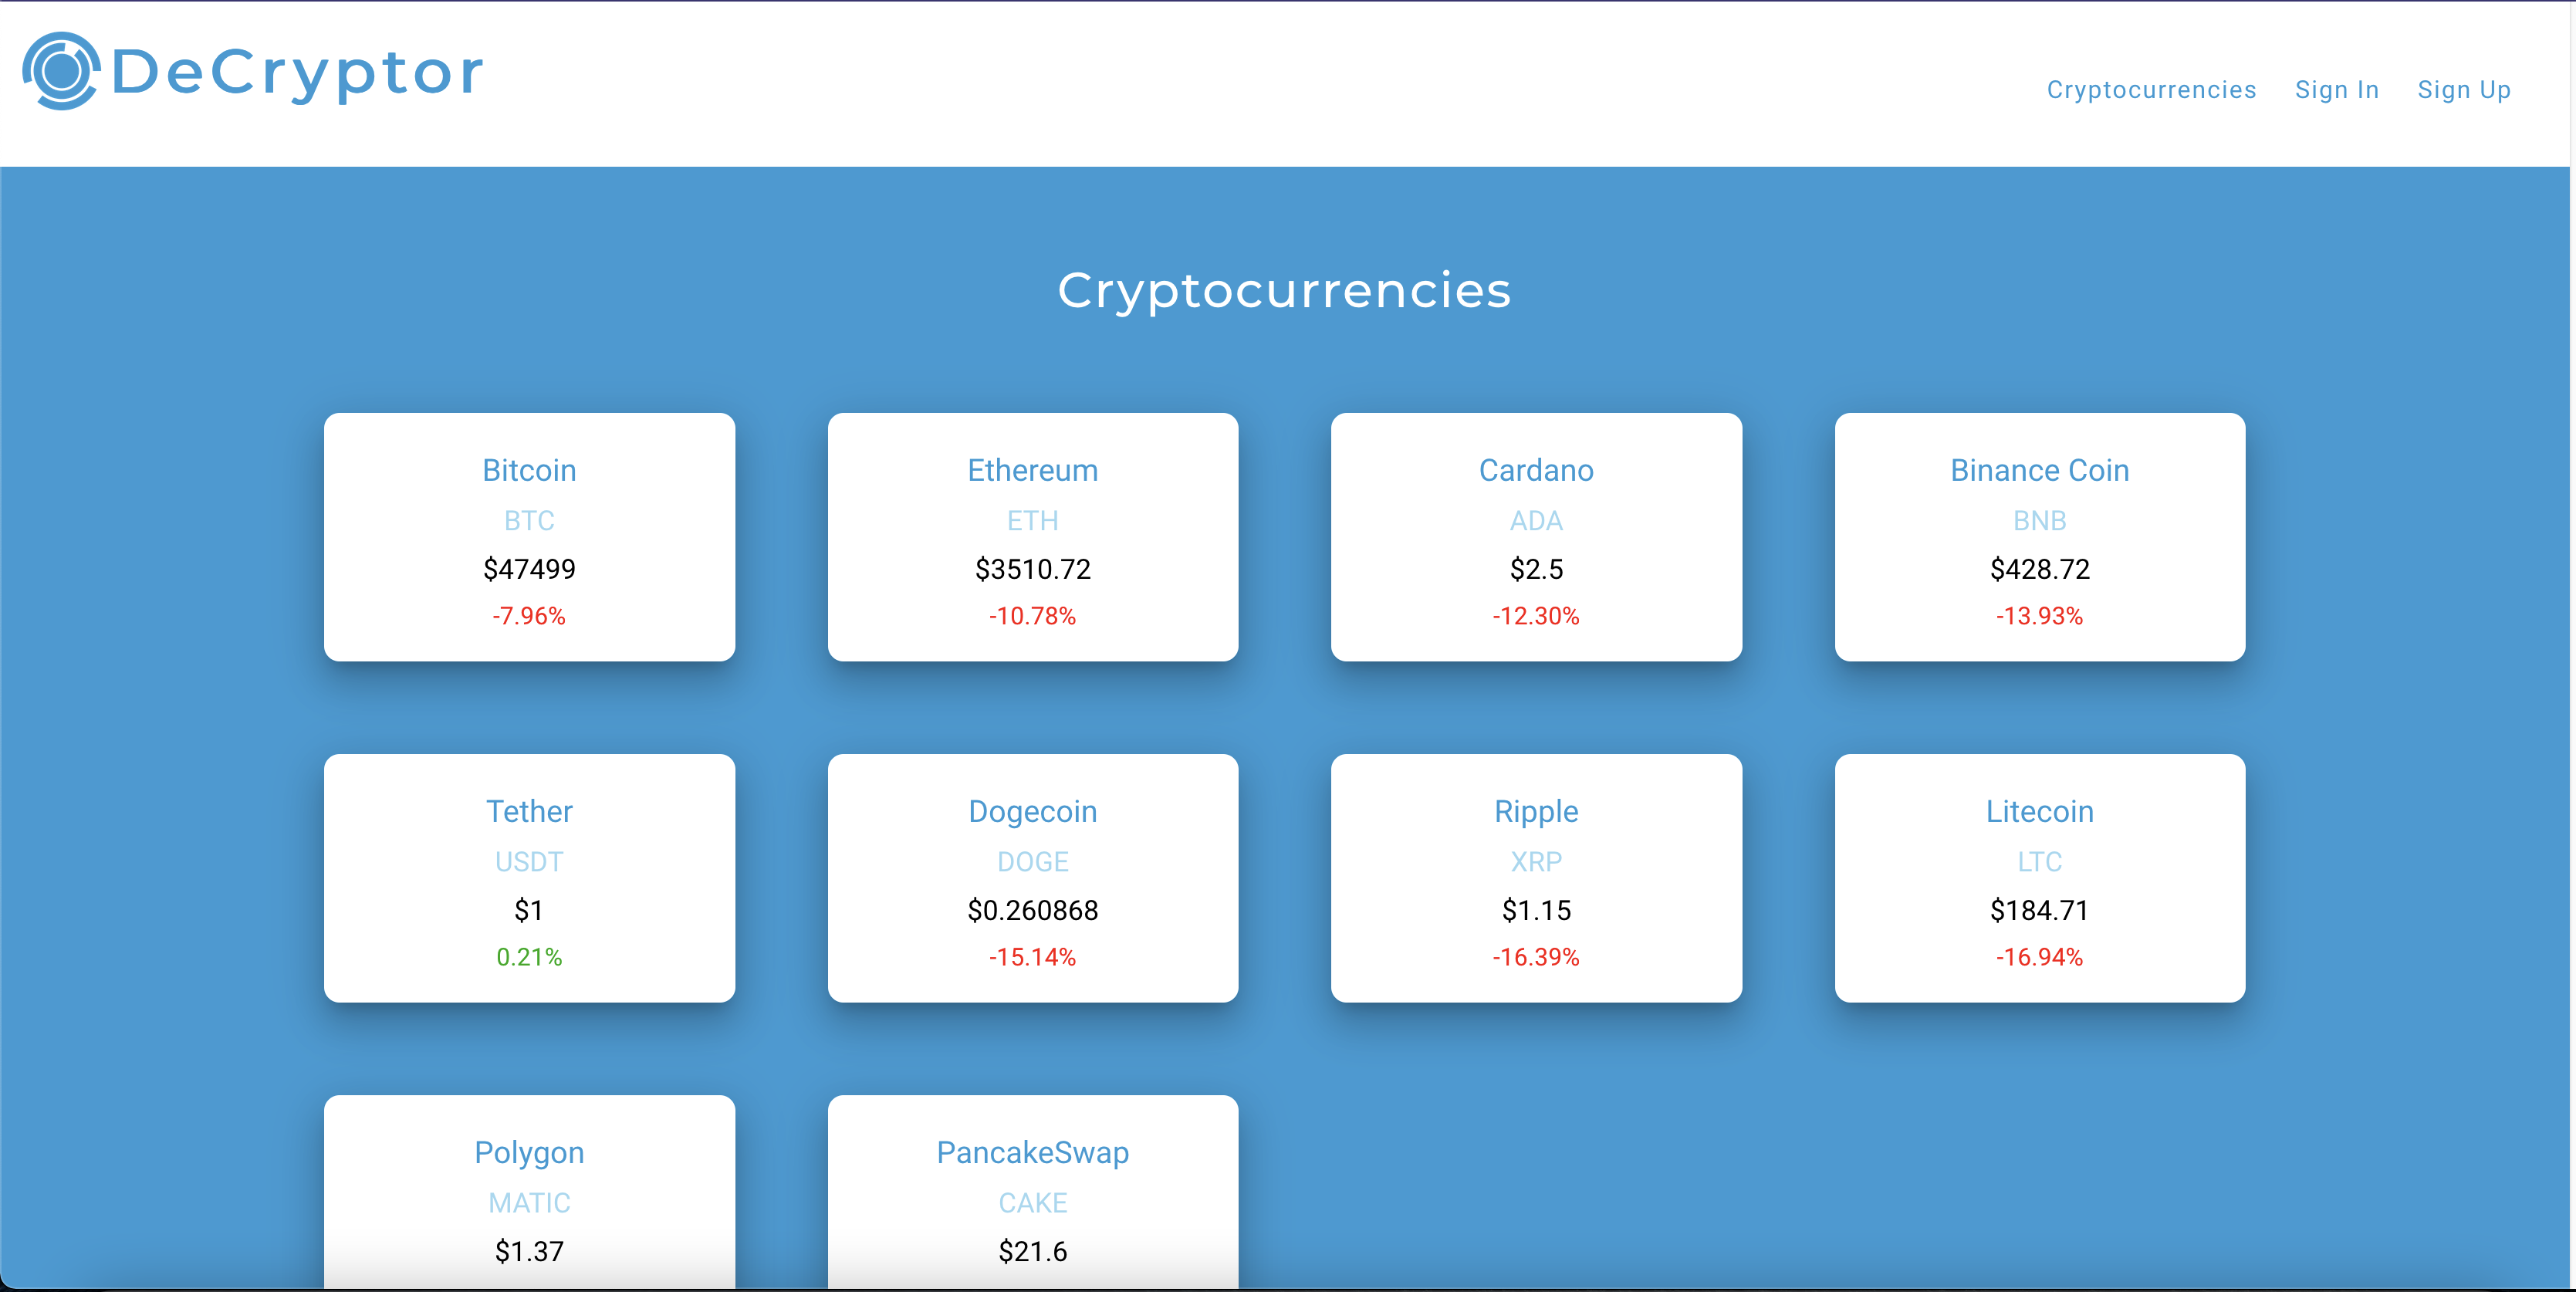 DeCryptor
Cryptocurrencies Sign In Sign Up
Cryptocurrencies
Bitcoin
BTC
$47499
-7.96%
Ethereum
ETH
$3510.72
-10.78%
Cardano
ADA
$2.5
-12.30%
Binance Coin
BNB
$428.72
-13.93%
Tether
USDT
$1
0.21%
Dogecoin
DOGE
$0.260868
-15.14%
Ripple
XRP
$1.15
-16.39%
Litecoin
LTC
$184.71
-16.94%
Polygon
MATIC
$1.37
PancakeSwap
CAKE
$21.6